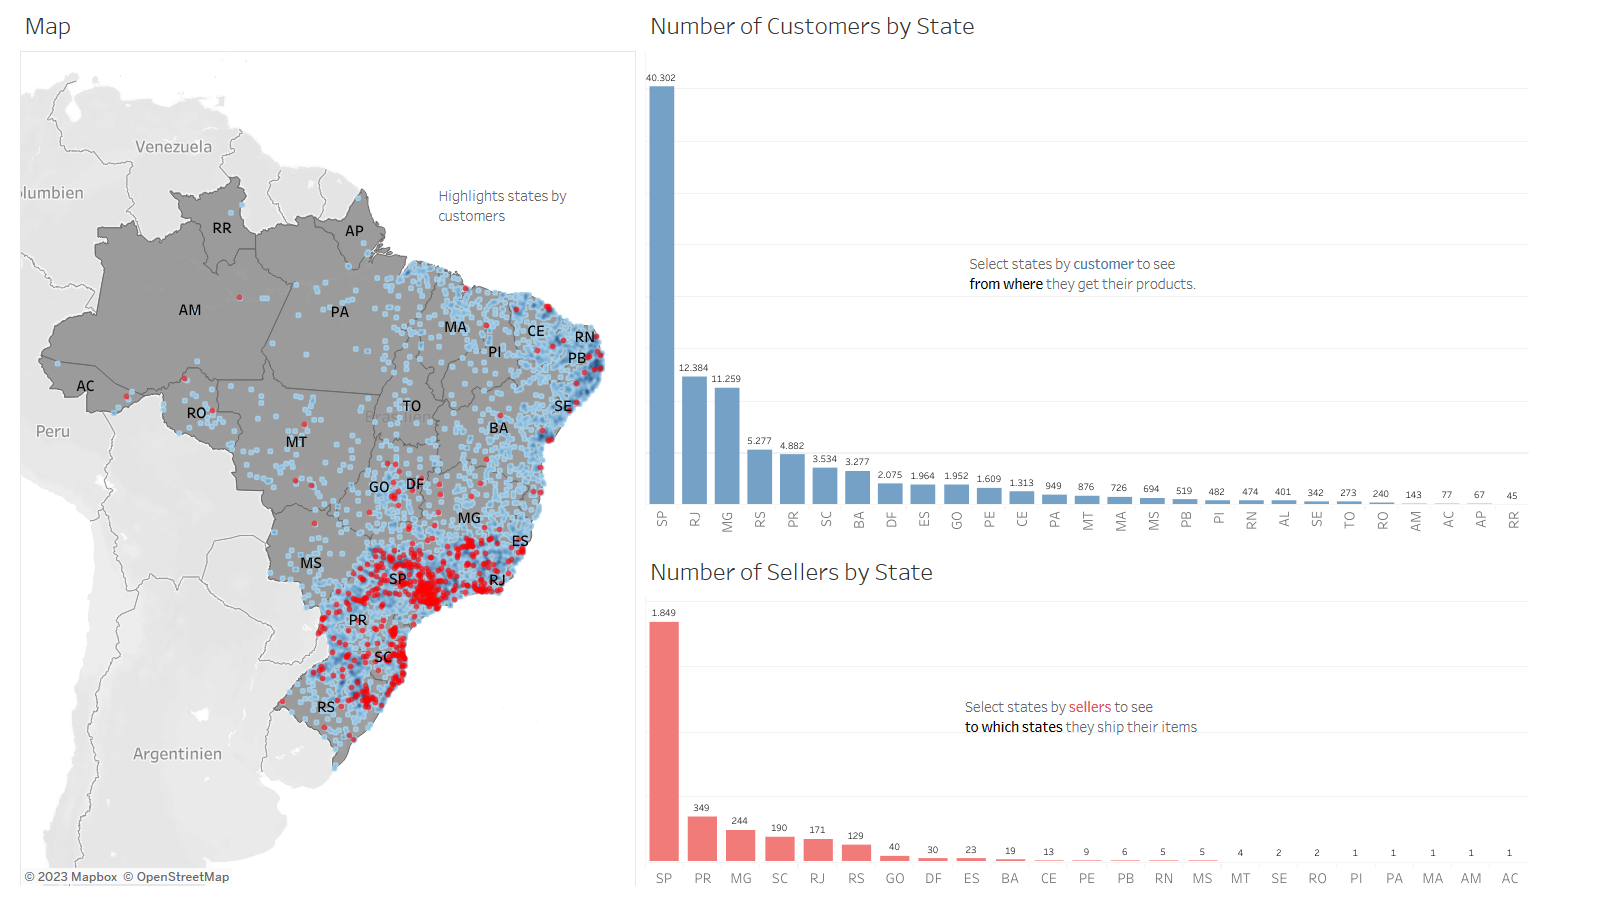 Map
Number of Customers by State
Venezuela
lumbien
Highlights states by
customers
RR
AP
AM
PA
MA
CE
RN
PI
PB
AC
TO
SE
RO
Brasilien
BA
Peru
MT
GO
DF
MG
ES
MS
SP
RJ
PR
SC
RS
Argentinien
© 2023 Mapbox © OpenStreetMap
40.302
12.384
11.259
5.277
4.882
3.534
3.277
2.075
1.964
1.952
1.609
1.313
949
876
726
694
519
482
474
401
342
273
240
143
77
67
45
Select states by customer to see
from where they get their products.
SP
RJ
MG
RS
PR
SC
BA
DF
ES
GO
PE
CE
PA
MT
MA
MS
PB
PI
RN
AL
SE
TO
RO
AM
AC
AP
RR
Number of Sellers by State
1.849
349
244
190
171
129
40
30
23
19
13
9
6
5
5
4
2
2
1
1
1
1
1
Select states by sellers to see
to which states they ship their items
SP
PR
MG
SC
RJ
RS
GO
DF
ES
BA
CE
PE
PB
RN
MS
MT
SE
RO
PI
PA
MA
AM
AC